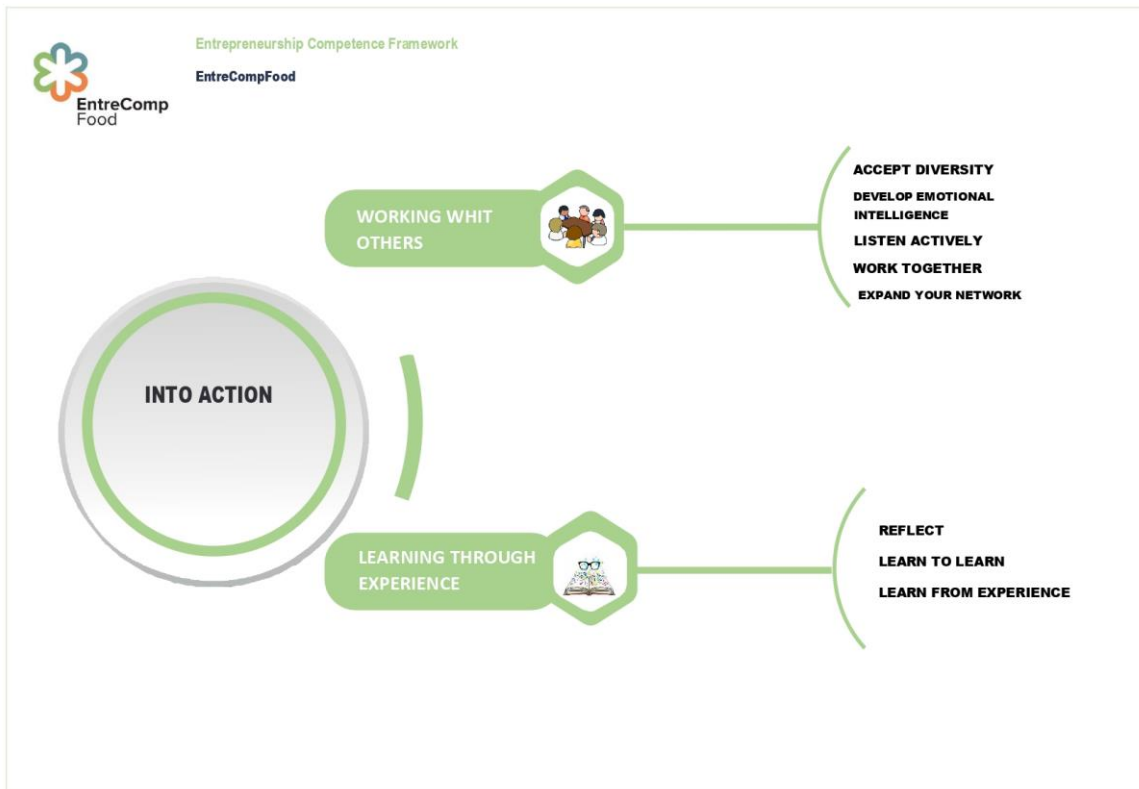 Entrepreneurship Competence Framework
EntreCompFood
EntreComp
Food
WORKING WHIT
OTHERS
ACCEPT DIVERSITY
DEVELOP EMOTIONAL
INTELLIGENCE
LISTEN ACTIVELY
WORK TOGETHER
EXPAND YOUR NETWORK
INTO ACTION
LEARNING THROUGH
EXPERIENCE
REFLECT
LEARN TO LEARN
LEARN FROM EXPERIENCE